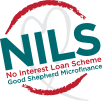 NILS
No Interest Loan Scheme
Good Shepherd Microfinance